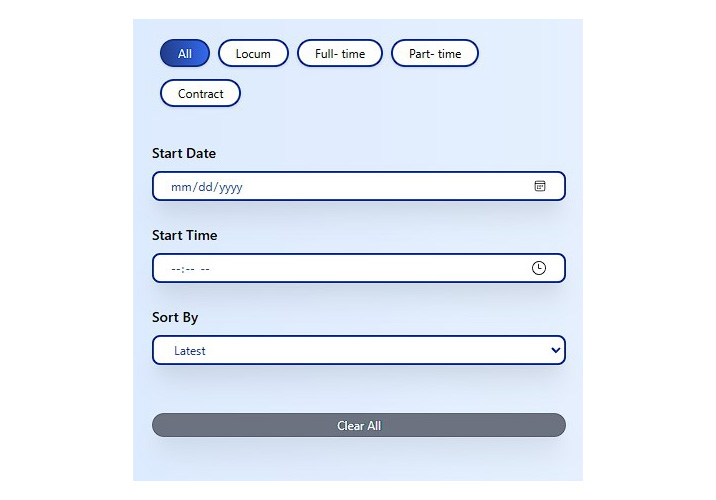 All Locum Full- time Part- time
Contract
Start Date
mm/dd/yyyy
Start Time
--:-- --
Sort By
Latest
Clear All